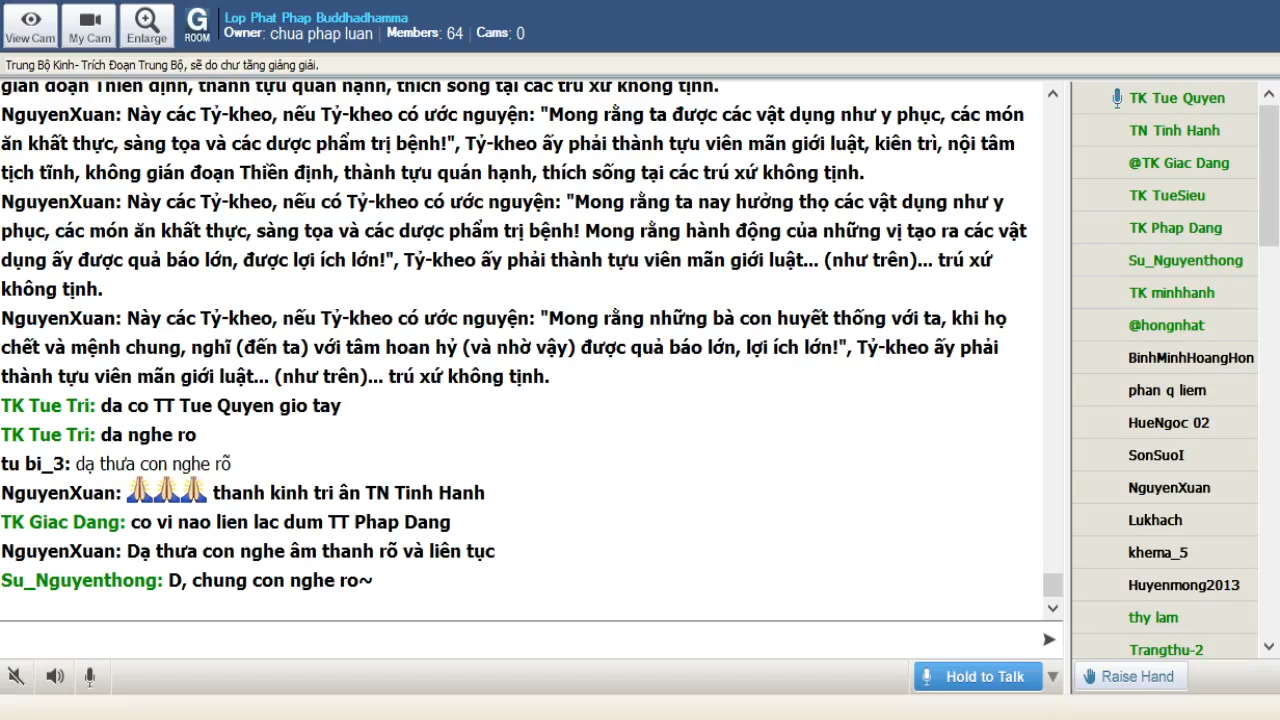 View Cam
My Cam
Enlarge
G
ROOM
Lop Phat Phap Buddhadhamma
Owner: chua phap luan | Members: 64 | Cams: 0
Trung Bộ Kinh- Trích Đoạn Trung Bộ, sẽ do chư tăng giảng giải.
gián đoạn Thiền định, thành tựu quán hạnh, thích sống tại các trú xứ không tịnh.
NguyenXuan: Này các Tỷ-kheo, nếu Tỷ-kheo có ước nguyện: "Mong rằng ta được các vật dụng như y phục, các món
ăn khất thực, sàng tọa và các dược phẩm trị bệnh!", Tỷ-kheo ấy phải thành tựu viên mãn giới luật, kiên trì, nội tâm
tịch tĩnh, không gián đoạn Thiền định, thành tựu quán hạnh, thích sống tại các trú xứ không tịnh.
NguyenXuan: Này các Tỷ-kheo, nếu có Tỷ-kheo có ước nguyện: "Mong rằng ta nay hưởng thọ các vật dụng như y
phục, các món ăn khất thực, sàng tọa và các dược phẩm trị bệnh! Mong rằng hành động của những vị tạo ra các vật
dụng ấy được quả báo lớn, được lợi ích lớn!", Tỷ-kheo ấy phải thành tựu viên mãn giới luật... (như trên)... trú xứ
không tịnh.
NguyenXuan: Này các Tỷ-kheo, nếu Tỷ-kheo có ước nguyện: "Mong rằng những bà con huyết thống với ta, khi họ
chết và mệnh chung, nghĩ (đến ta) với tâm hoan hỷ (và nhờ vậy) được quả báo lớn, lợi ích lớn!", Tỷ-kheo ấy phải
thành tựu viên mãn giới luật... (như trên)... trú xứ không tịnh.
TK Tue Tri: da co TT Tue Quyen gio tay
TK Tue Tri: da nghe ro
tu bi_3: dạ thưa con nghe rõ
NguyenXuan: 🙏🙏🙏 thanh kinh tri ân TN Tinh Hanh
TK Giac Dang: co vi nao lien lac dum TT Phap Dang
NguyenXuan: Dạ thưa con nghe âm thanh rõ và liên tục
Su_Nguyenthong: D, chung con nghe ro~
Hold to Talk
TK Tue Quyen
TN Tinh Hanh
@TK Giac Dang
TK TueSieu
TK Phap Dang
Su_Nguyenthong
TK minhhanh
@hongnhat
BinhMinhHoangHon
phan q liem
HueNgoc 02
SonSuoI
NguyenXuan
Lukhach
khema_5
Huyenmong2013
thy lam
Trangthu-2
Raise Hand